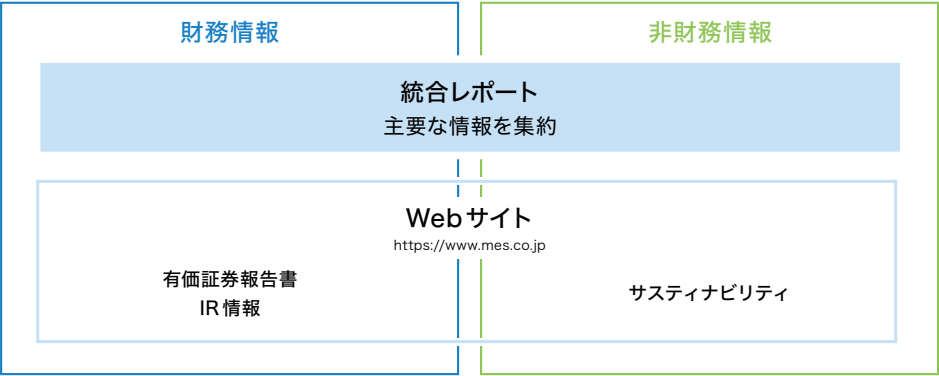 財務情報
非財務情報
統合レポート
主要な情報を集約
Webサイト
https://www.mes.co.jp
有価証券報告書
IR情報
サスティナビリティ